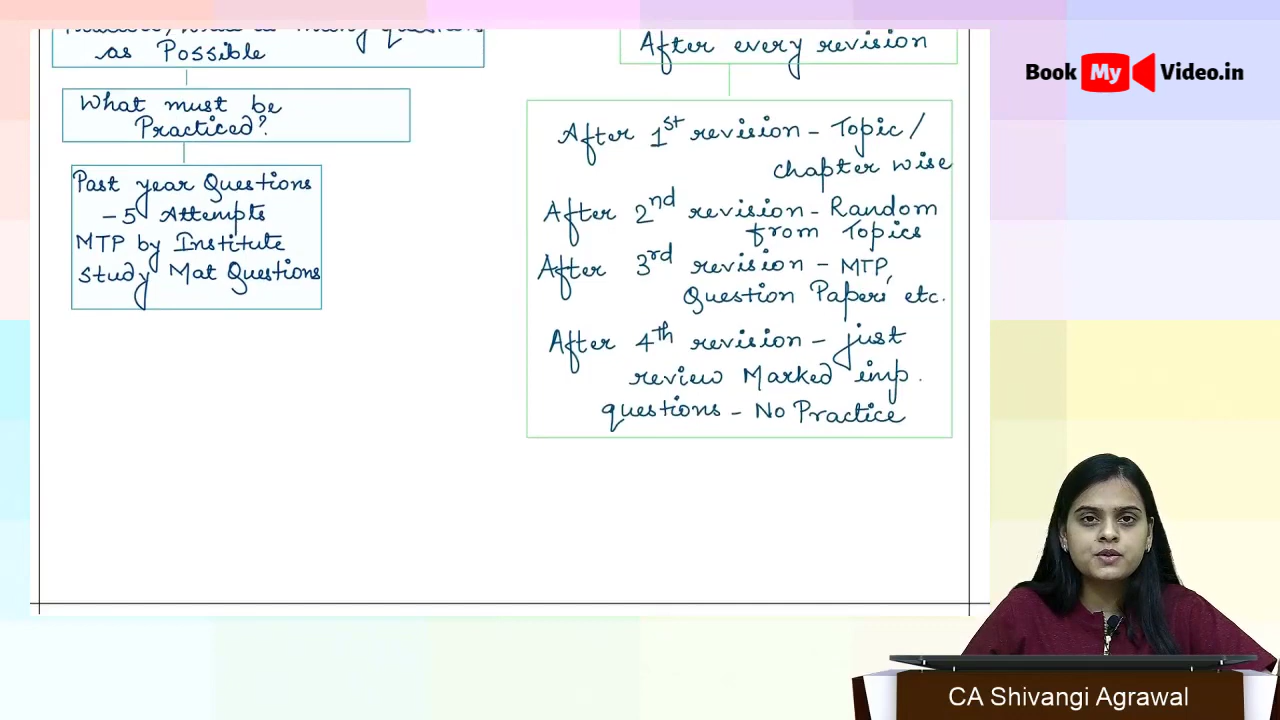 as Possible
What must be
Practiced?
Past year Questions
- 5 Attempts
MTP by Institute
Study Mat Questions
After every revision
After 1st revision - Topic/
chapter wise
After 2nd revision - Random
from Topics
After 3rd revision - MTP,
Question Papers etc.
After 4th revision - just
review Marked imp.
questions - No Practice
Book My Video.in
CA Shivangi Agrawal